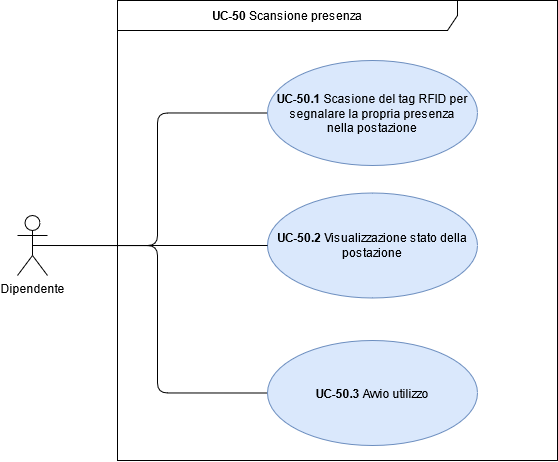 UC-50 Scansione presenza
UC-50.1 Scasione del tag RFID per
segnalare la propria presenza
nella postazione
UC-50.2 Visualizzazione stato della
postazione
Dipendente
UC-50.3 Avvio utilizzo